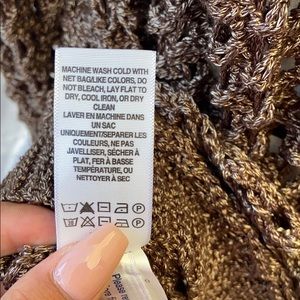 MACHINE WASH COLD WITH
NET BAG/LIKE COLORS, DO
NOT BLEACH, LAY FLAT TO
DRY, COOL IRON, OR DRY
CLEAN
LAVER EN MACHINE DANS
UN SAC
UNIQUEMENT/SEPARER LES
COULEURS, NE PAS
JAVELLISER, SÉCHER À
PLAT, FER À BASSE
TEMPÉRATURE, OU
NETTOYER À SEC
Please